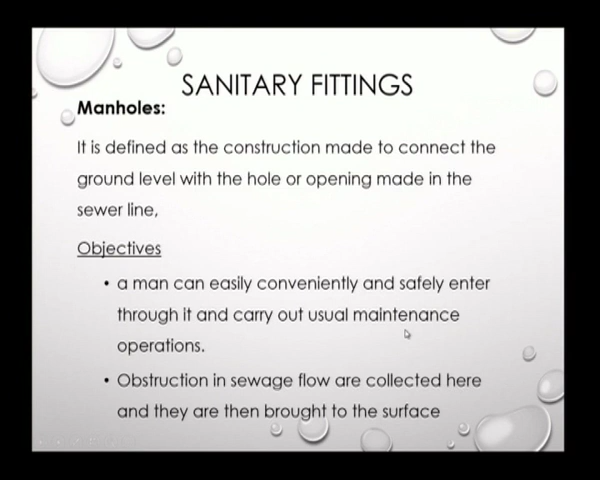 SANITARY FITTINGS
Manholes:
It is defined as the construction made to connect the
ground level with the hole or opening made in the
sewer line,
Objectives
• a man can easily conveniently and safely enter
through it and carry out usual maintenance
operations.
• Obstruction in sewage flow are collected here
and they are then brought to the surface